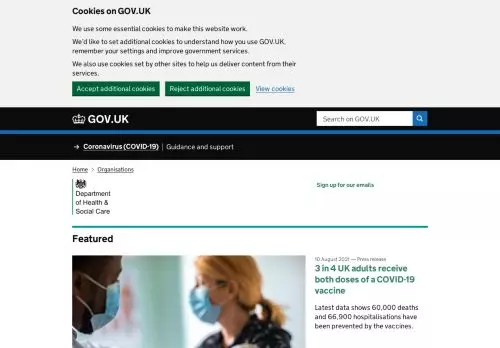 Cookies on GOV.UK
We use some essential cookies to make this website work.
We'd like to set additional cookies to understand how you use GOV.UK,
remember your settings and improve government services.
We also use cookies set by other sites to help us deliver content from their
services.
Accept additional cookies
Reject additional cookies
View cookies
GOV.UK
Search on GOV.UK
→ Coronavirus (COVID-19) | Guidance and support
Home > Organisations
Department
of Health &
Social Care
Sign up for our emails
Featured
10 August 2021 — Press release
3 in 4 UK adults receive
both doses of a COVID-19
vaccine
Latest data shows 60,000 deaths
and 66,900 hospitalisations have
been prevented by the vaccines.